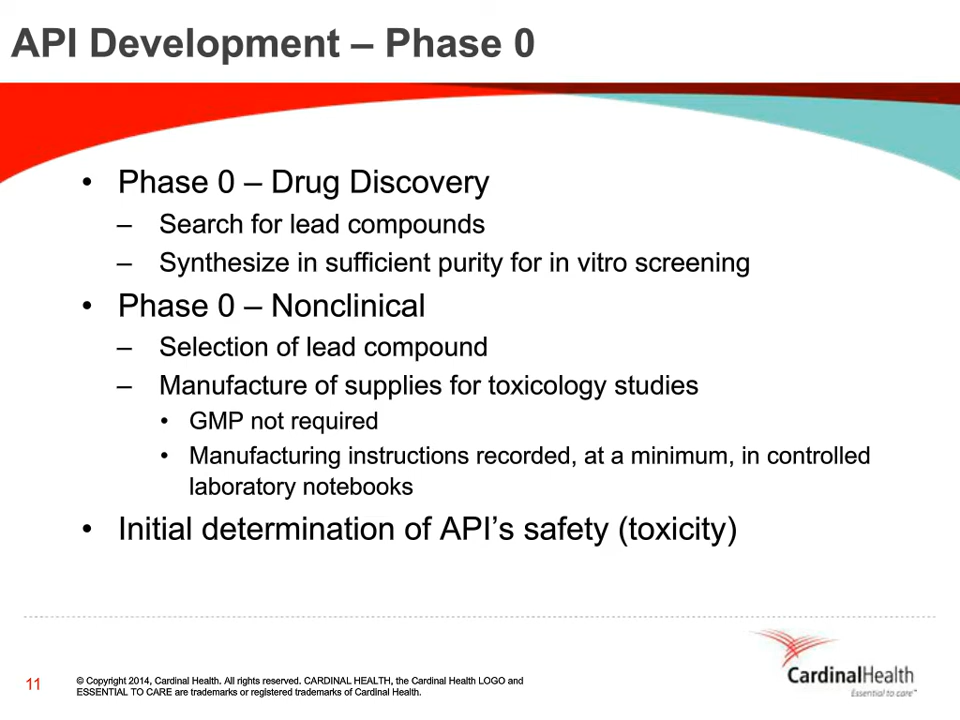 API Development – Phase 0
• Phase 0 – Drug Discovery
– Search for lead compounds
– Synthesize in sufficient purity for in vitro screening
• Phase 0 – Nonclinical
– Selection of lead compound
– Manufacture of supplies for toxicology studies
• GMP not required
• Manufacturing instructions recorded, at a minimum, in controlled
laboratory notebooks
• Initial determination of API’s safety (toxicity)
CardinalHealth
Essential to care™
11
© Copyright 2014, Cardinal Health. All rights reserved. CARDINAL HEALTH, the Cardinal Health LOGO and
ESSENTIAL TO CARE are trademarks or registered trademarks of Cardinal Health.